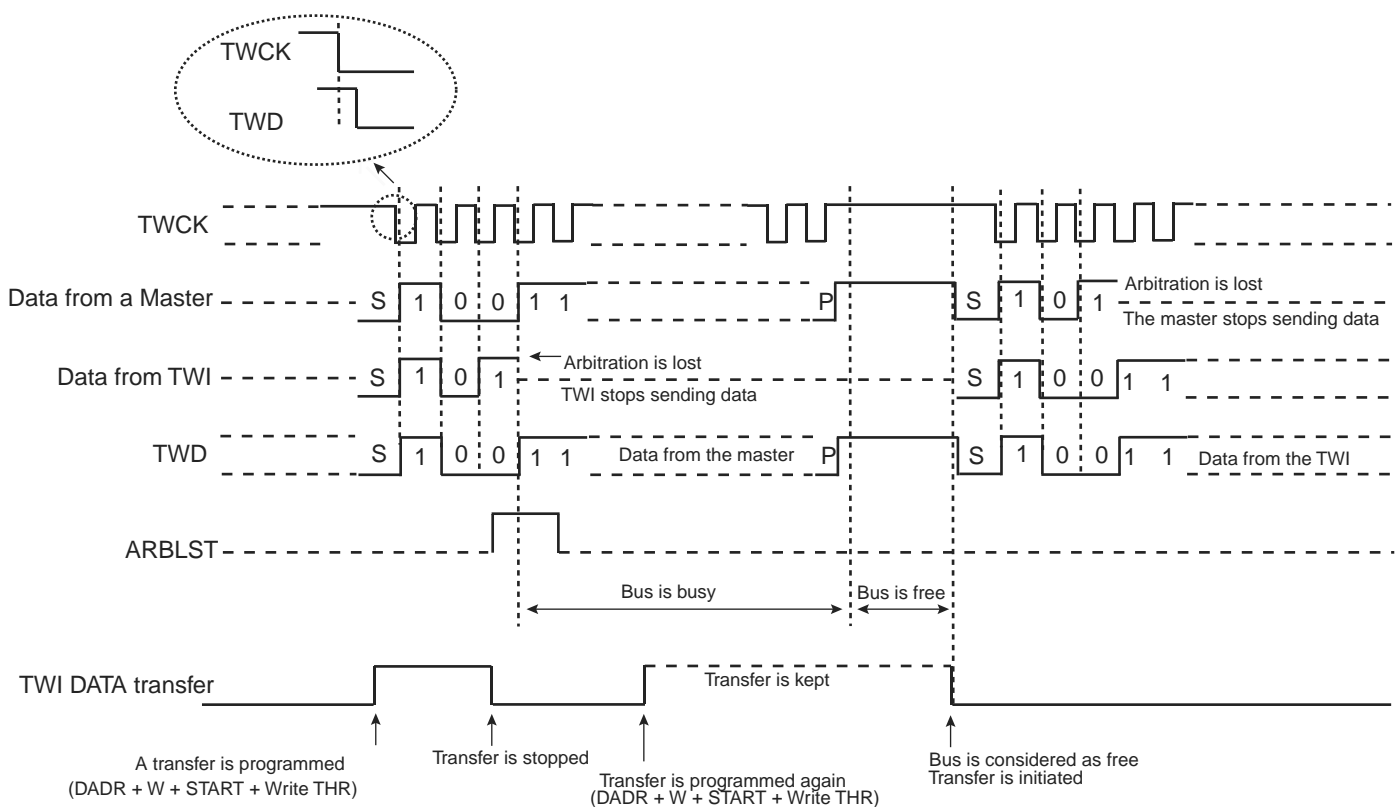 TWCK
TWD
TWCK
Data from a Master
S 1 0 0 1 1
P
S 1 0 1
Arbitration is lost
The master stops sending data
Data from TWI
S 1 0 1
Arbitration is lost
TWI stops sending data
S 1 0 0 1 1
TWD
S 1 0 0 1 1
Data from the master
P
S 1 0 0 1 1
Data from the TWI
ARBLST
Bus is busy
Bus is free
TWI DATA transfer
Transfer is kept
A transfer is programmed
(DADR + W + START + Write THR)
Transfer is stopped
Transfer is programmed again
(DADR + W + START + Write THR)
Bus is considered as free
Transfer is initiated